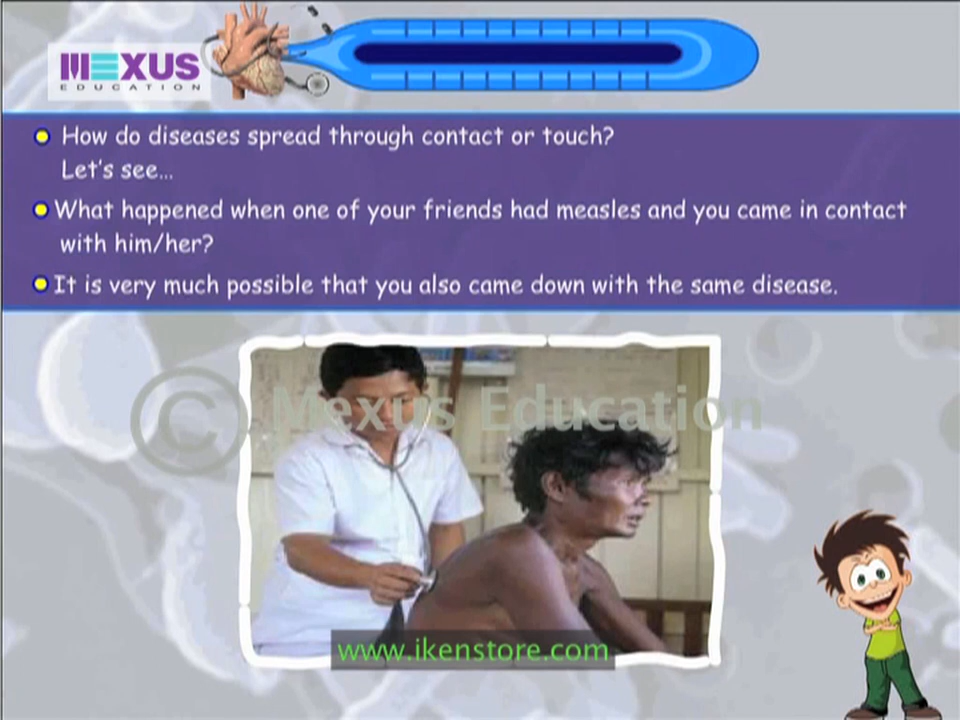 MEXUS
EDUCATION
How do diseases spread through contact or touch?
Let's see...
What happened when one of your friends had measles and you came in contact
with him/her?
It is very much possible that you also came down with the same disease.
© Mexus Education
www.ikenstore.com